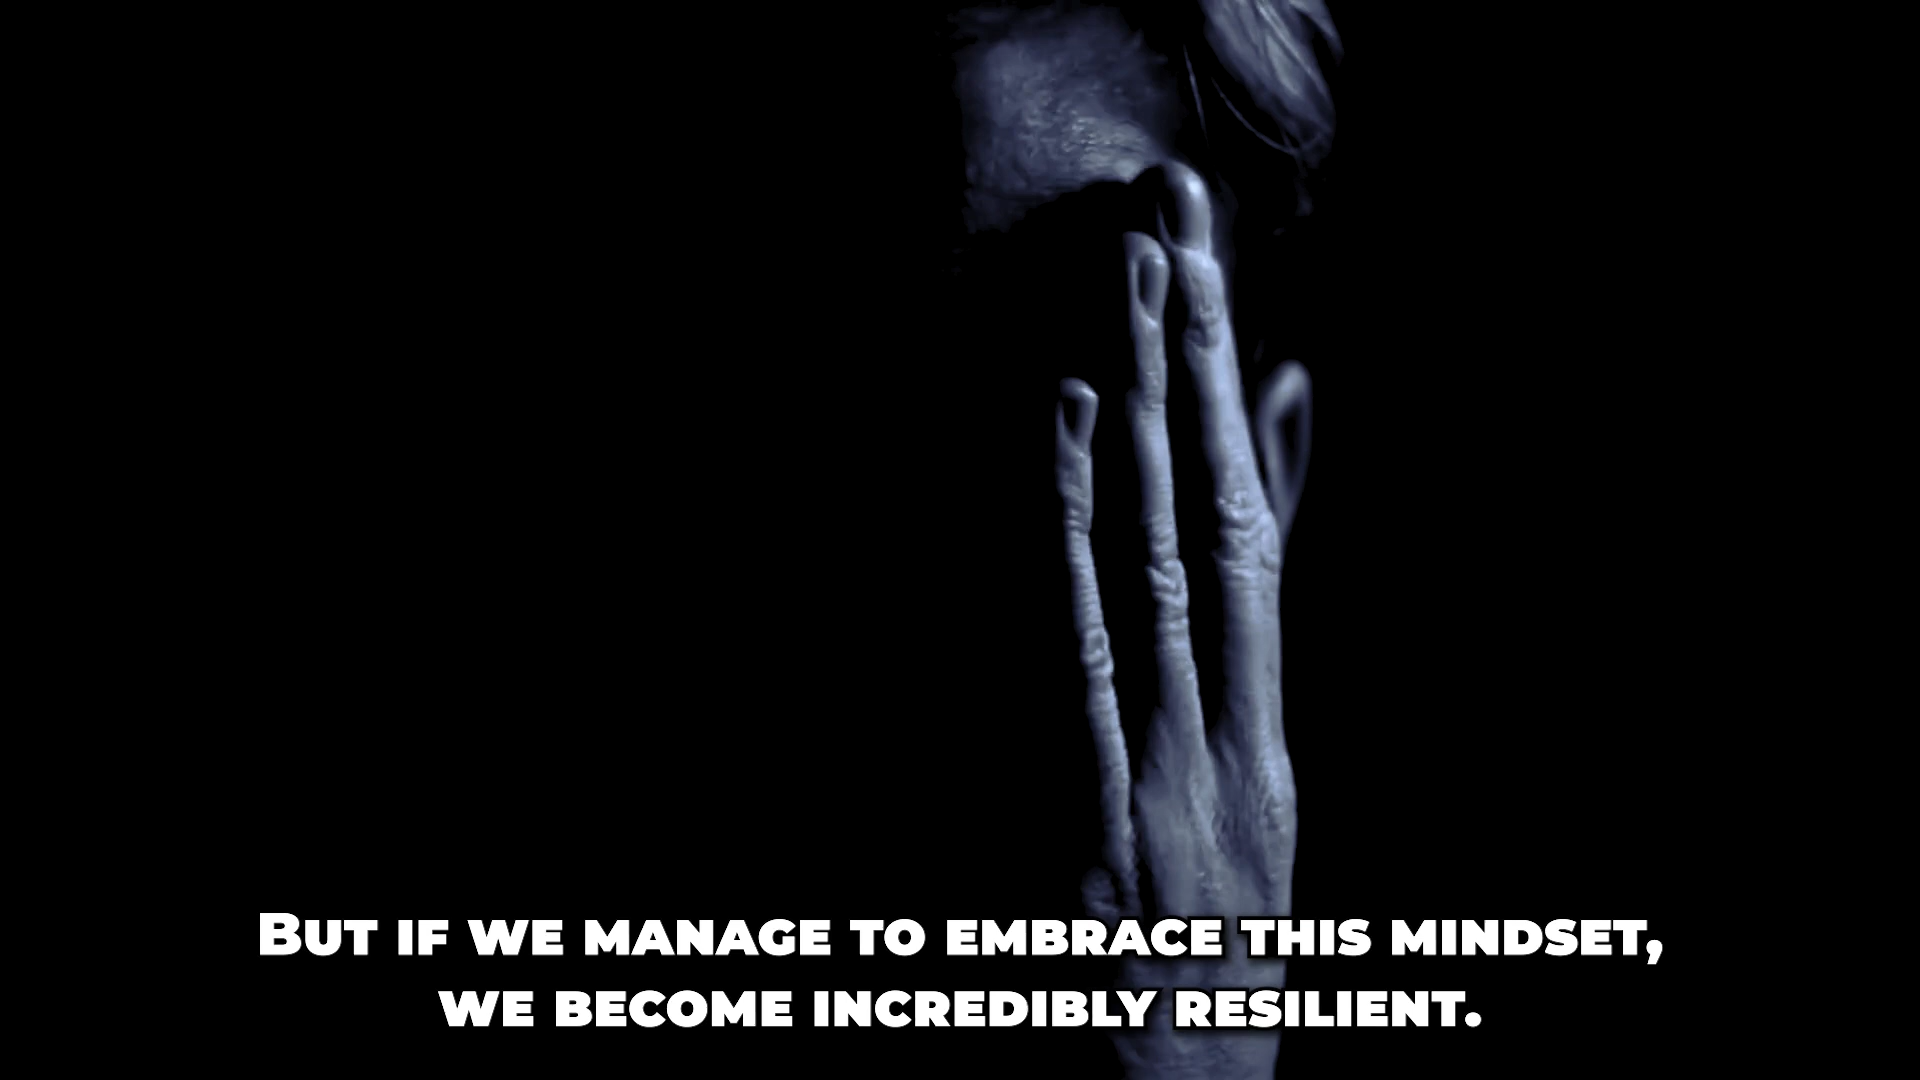 But if we manage to embrace this mindset,
we become incredibly resilient.